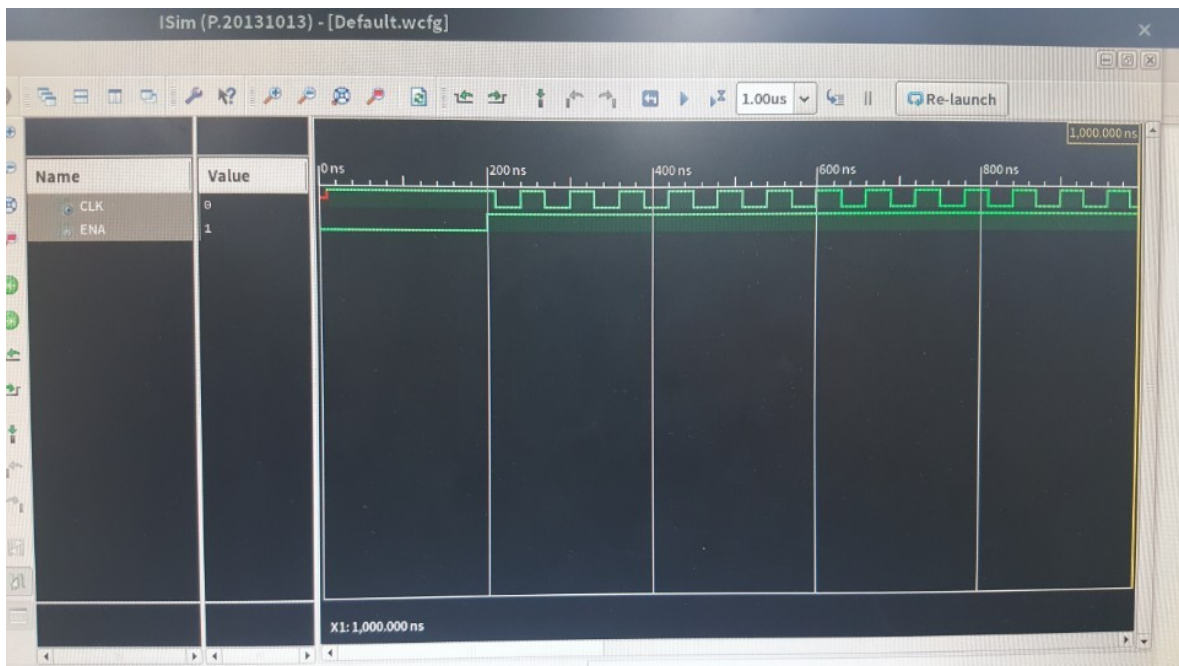 ISim (P.20131013) - [Default.wcfg]
1.00us
Re-launch
1,000.000 ns
Name
Value
0 ns
200 ns
400 ns
600 ns
800 ns
CLK
0
ENA
1
X1: 1,000.000 ns